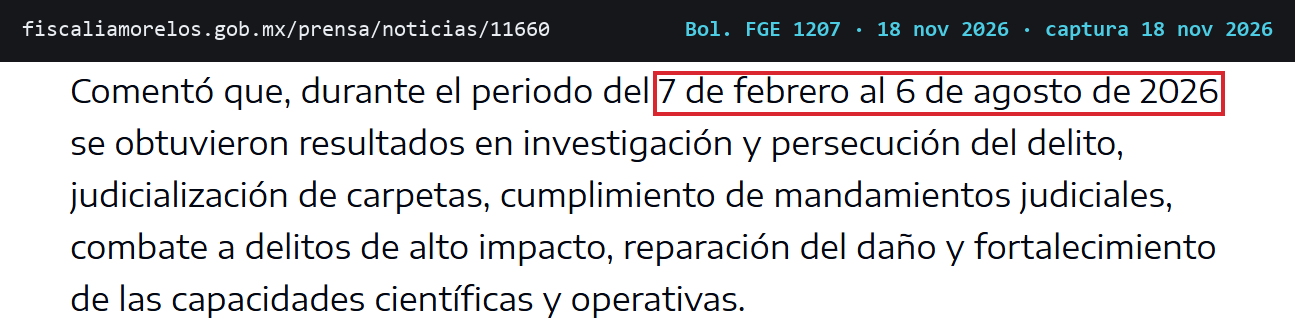 fiscaliamorelos.gob.mx/prensa/noticias/11660 Bol. FGE 1207 · 18 nov 2026 · captura 18 nov 2026
Comentó que, durante el periodo del 7 de febrero al 6 de agosto de 2026
se obtuvieron resultados en investigación y persecución del delito,
judicialización de carpetas, cumplimiento de mandamientos judiciales,
combate a delitos de alto impacto, reparación del daño y fortalecimiento
de las capacidades científicas y operativas.